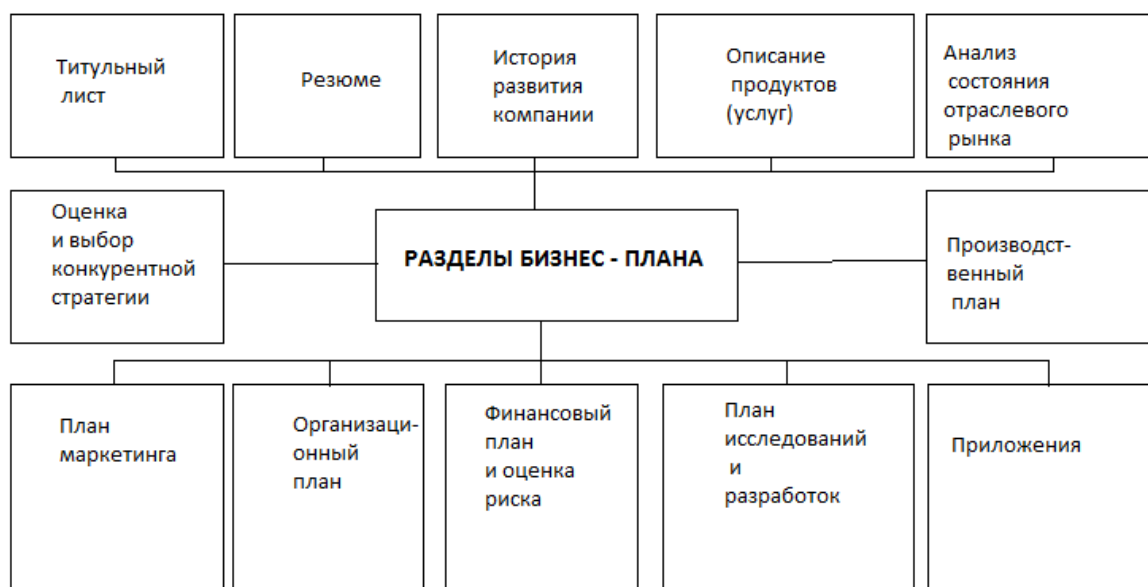 Титульный
лист
Резюме
История
развития
компании
Описание
продуктов
(услуг)
Анализ
состояния
отраслевого
рынка
Оценка
и выбор
конкурентной
стратегии
РАЗДЕЛЫ БИЗНЕС - ПЛАНА
Производст-
венный
план
План
маркетинга
Организаци-
онный
план
Финансовый
план
и оценка
риска
План
исследований
и
разработок
Приложения